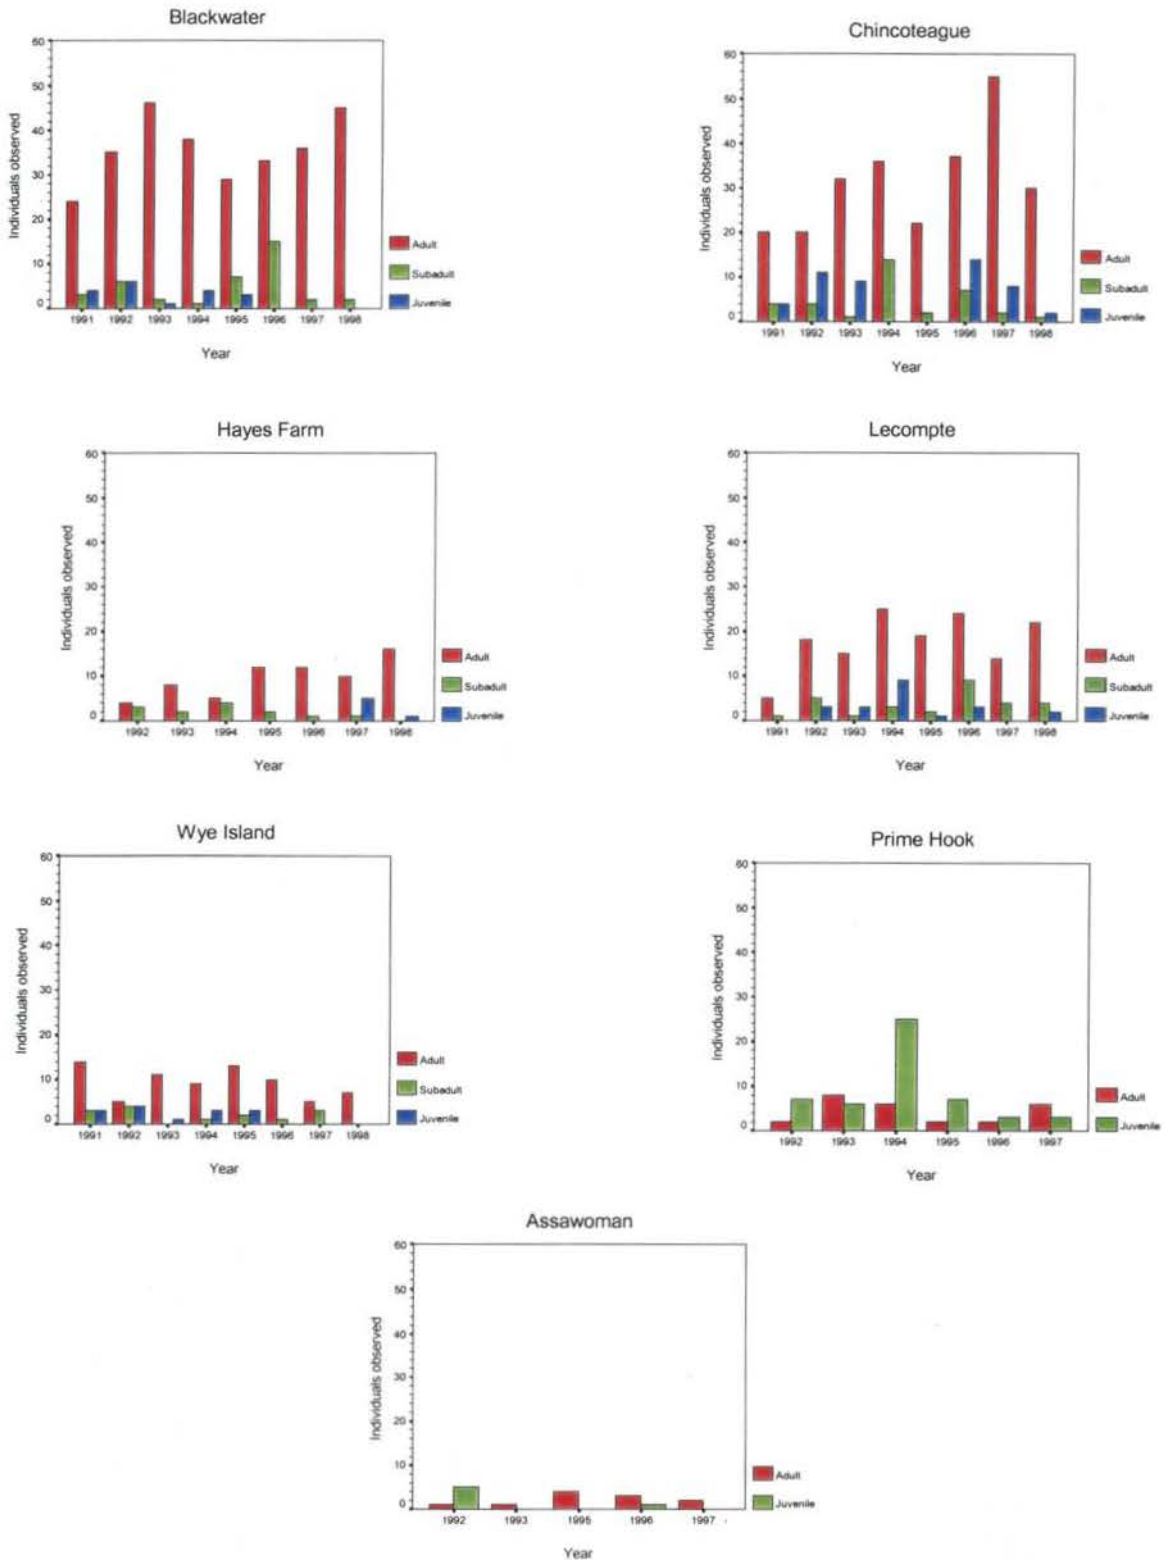 Blackwater
Individuals observed
60
50
40
30
20
10
0
1991 1992 1993 1994 1995 1996 1997 1998
Year
Adult
Subadult
Juvenile
Chincoteague
Individuals observed
60
50
40
30
20
10
0
1991 1992 1993 1994 1995 1996 1997 1998
Year
Adult
Subadult
Juvenile
Hayes Farm
Individuals observed
60
50
40
30
20
10
0
1992 1993 1994 1995 1996 1997 1998
Year
Adult
Subadult
Juvenile
Lecompte
Individuals observed
60
50
40
30
20
10
0
1991 1992 1993 1994 1995 1996 1997 1998
Year
Adult
Subadult
Juvenile
Wye Island
Individuals observed
60
50
40
30
20
10
0
1991 1992 1993 1994 1995 1996 1997 1998
Year
Adult
Subadult
Juvenile
Prime Hook
Individuals observed
60
50
40
30
20
10
0
1992 1993 1994 1995 1996 1997
Year
Adult
Juvenile
Assawoman
Individuals observed
60
50
40
30
20
10
0
1992 1993 1995 1996 1997
Year
Adult
Juvenile